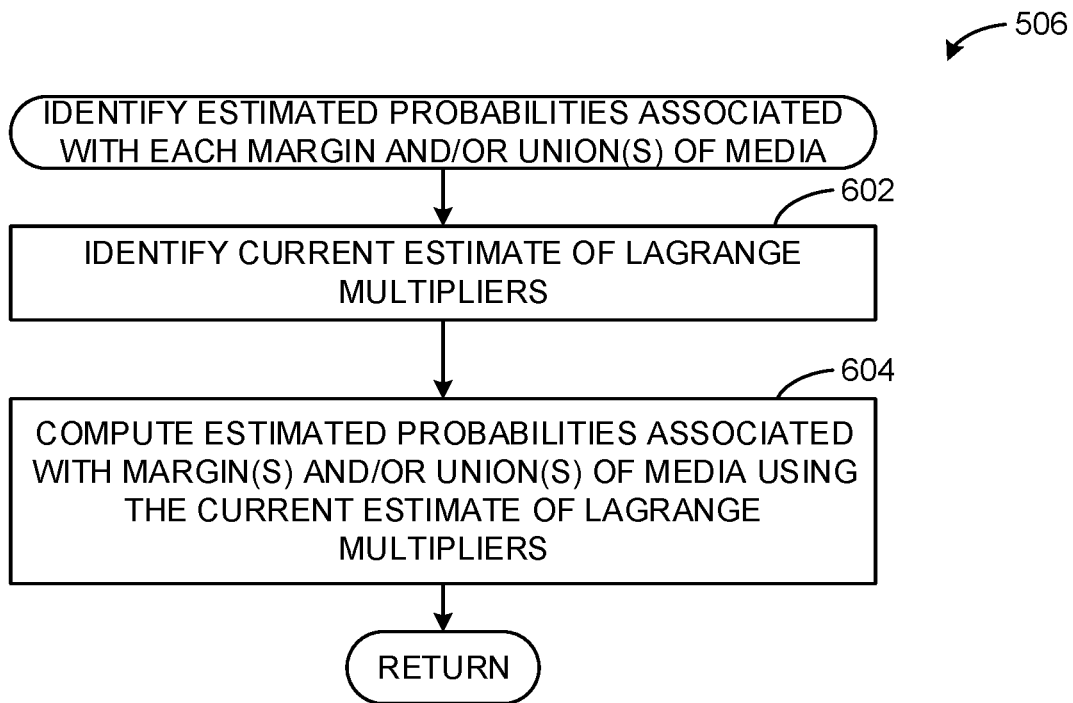 506
IDENTIFY ESTIMATED PROBABILITIES ASSOCIATED
WITH EACH MARGIN AND/OR UNION(S) OF MEDIA
602
IDENTIFY CURRENT ESTIMATE OF LAGRANGE
MULTIPLIERS
604
COMPUTE ESTIMATED PROBABILITIES ASSOCIATED
WITH MARGIN(S) AND/OR UNION(S) OF MEDIA USING
THE CURRENT ESTIMATE OF LAGRANGE
MULTIPLIERS
RETURN